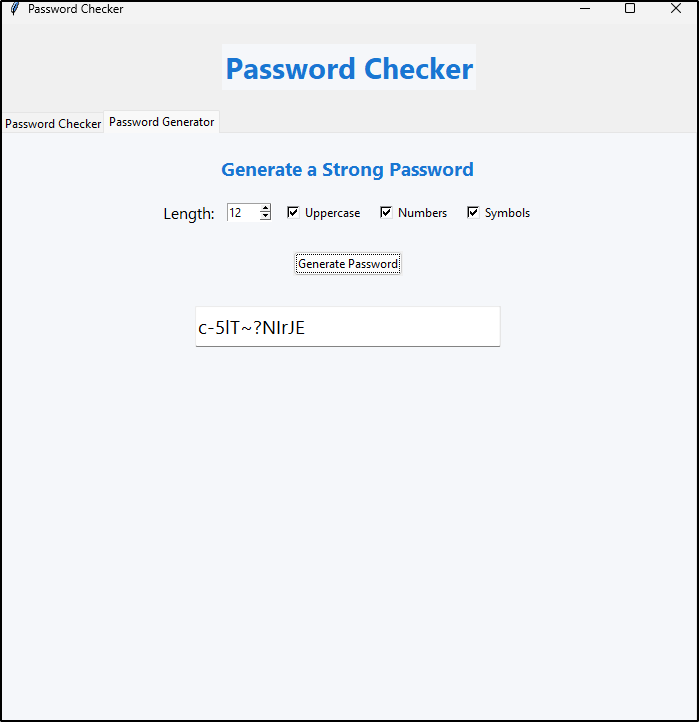 Password Checker
Password Checker
Password Checker Password Generator
Generate a Strong Password
Length: 12 Uppercase Numbers Symbols
Generate Password
c-5lT~?NIrJE